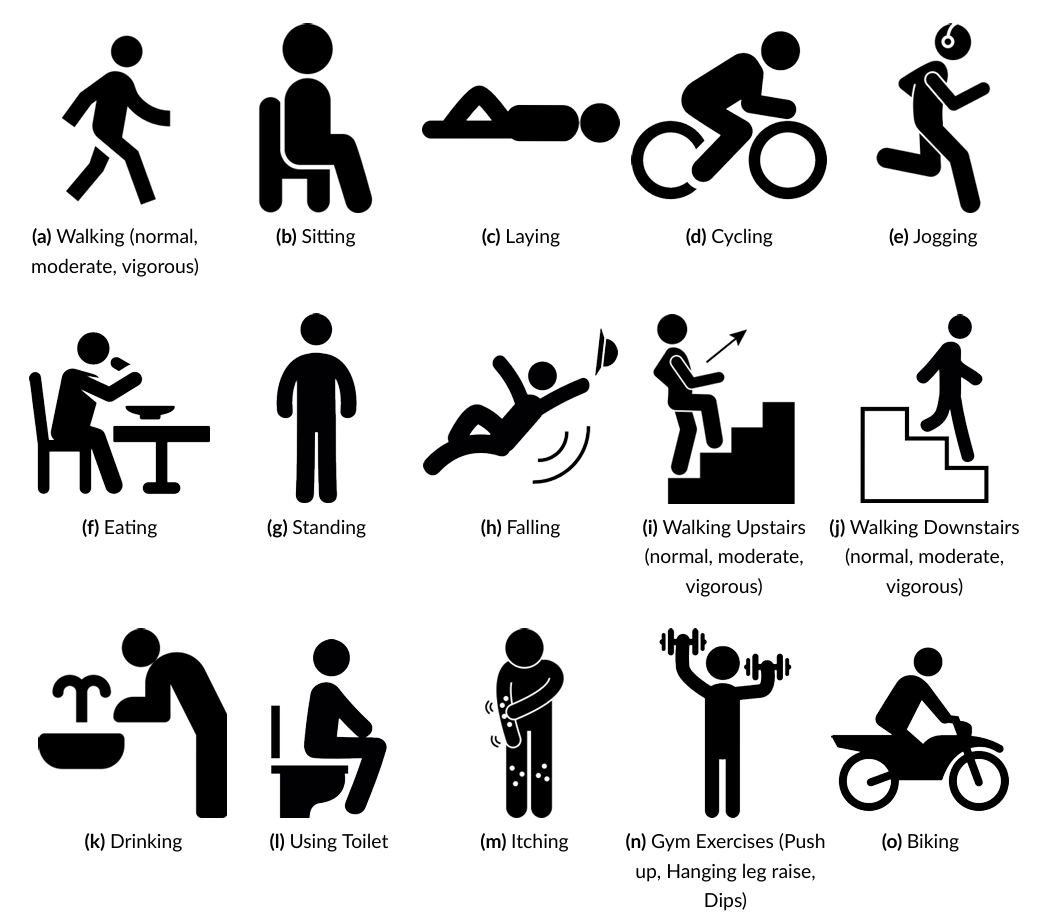 (a) Walking (normal,
moderate, vigorous)
(b) Sitting
(c) Laying
(d) Cycling
(e) Jogging
(f) Eating
(g) Standing
(h) Falling
(i) Walking Upstairs
(normal, moderate,
vigorous)
(j) Walking Downstairs
(normal, moderate,
vigorous)
(k) Drinking
(l) Using Toilet
(m) Itching
(n) Gym Exercises (Push
up, Hanging leg raise,
Dips)
(o) Biking